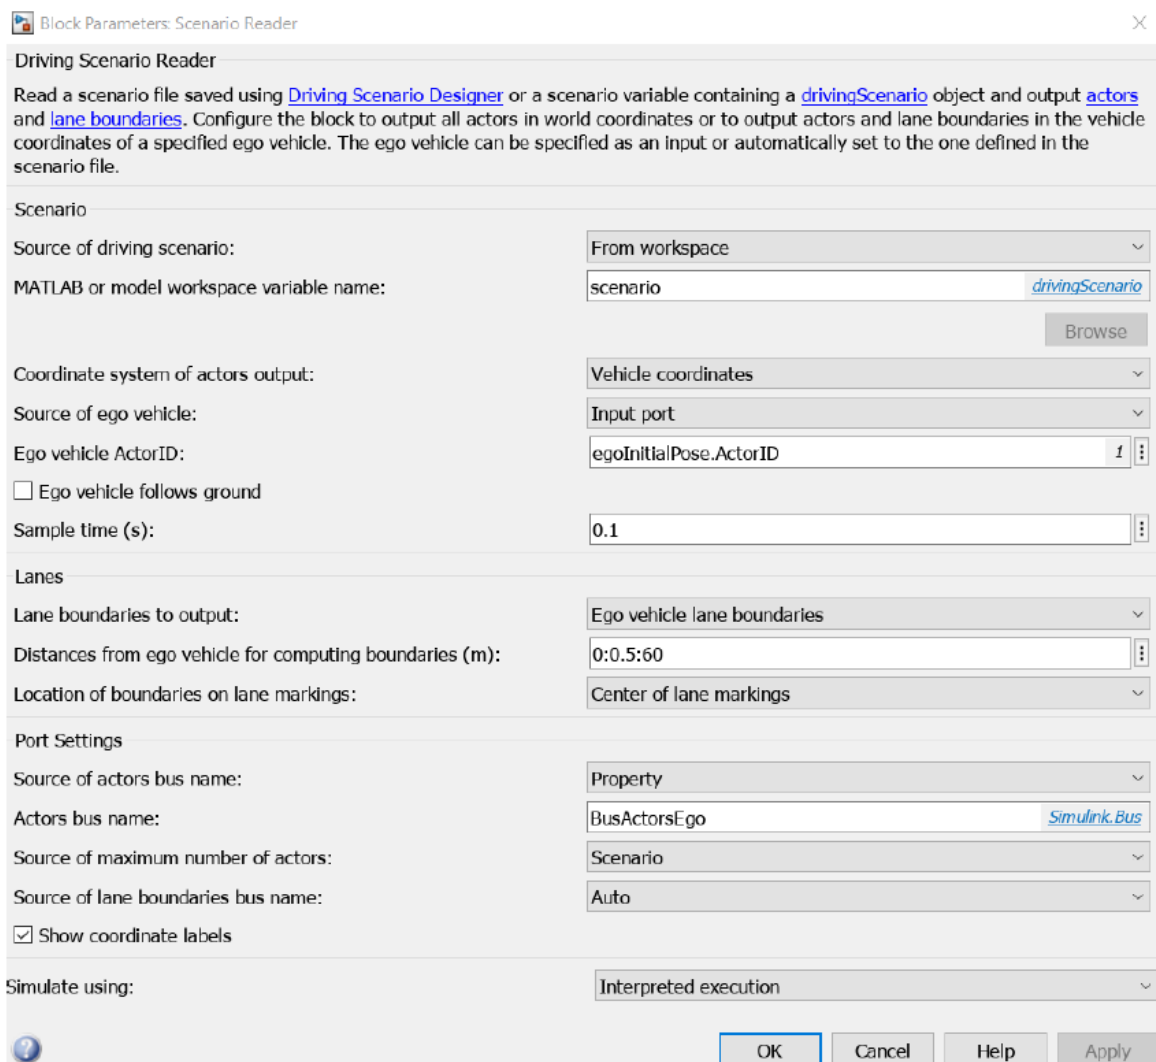 Block Parameters: Scenario Reader
Driving Scenario Reader
Read a scenario file saved using Driving Scenario Designer or a scenario variable containing a drivingScenario object and output actors
and lane boundaries. Configure the block to output all actors in world coordinates or to output actors and lane boundaries in the vehicle
coordinates of a specified ego vehicle. The ego vehicle can be specified as an input or automatically set to the one defined in the
scenario file.
Scenario
Source of driving scenario: From workspace
MATLAB or model workspace variable name: scenario drivingScenario
Browse
Coordinate system of actors output: Vehicle coordinates
Source of ego vehicle: Input port
Ego vehicle ActorID: egoInitialPose.ActorID 1
Ego vehicle follows ground
Sample time (s): 0.1
Lanes
Lane boundaries to output: Ego vehicle lane boundaries
Distances from ego vehicle for computing boundaries (m): 0:0.5:60
Location of boundaries on lane markings: Center of lane markings
Port Settings
Source of actors bus name: Property
Actors bus name: BusActorsEgo Simulink.Bus
Source of maximum number of actors: Scenario
Source of lane boundaries bus name: Auto
Show coordinate labels
Simulate using: Interpreted execution
? OK Cancel Help Apply